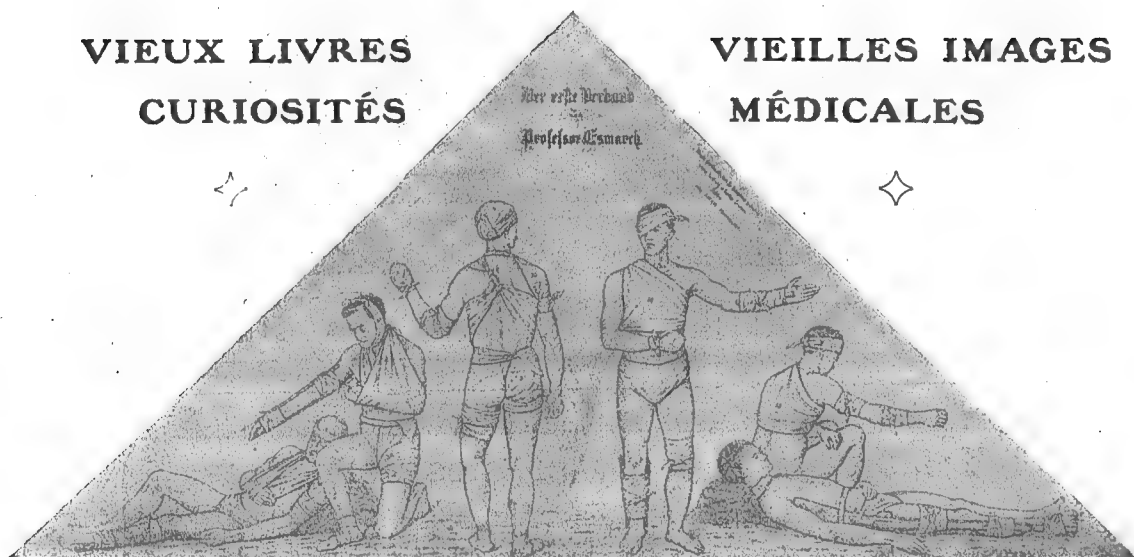 VIEUX LIVRES
CURIOSITÉS
VIEILLES IMAGES
MÉDICALES
Der erste Verband
von
Professor Esmarch